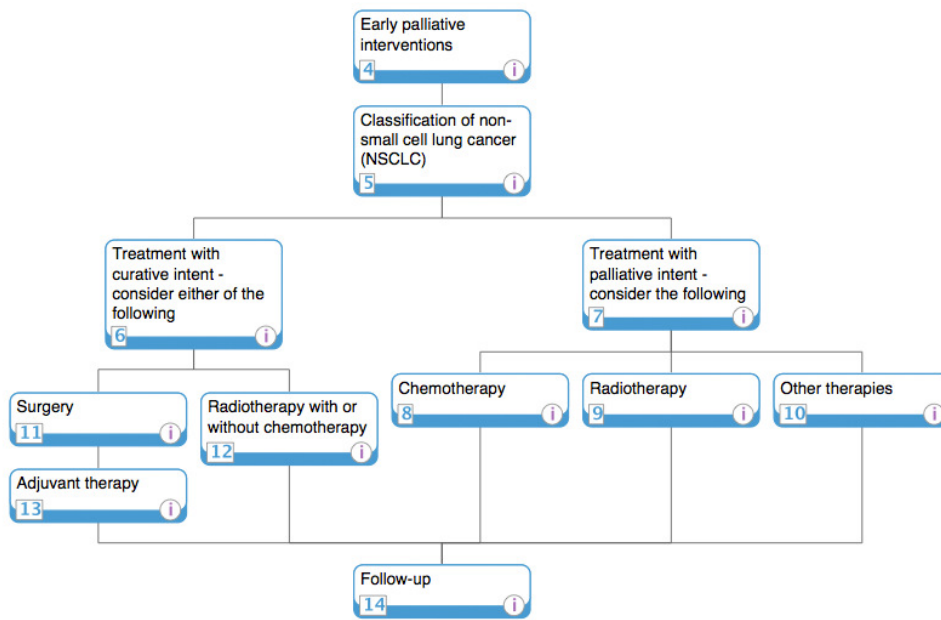 Early palliative
interventions
4 i
Classification of non-
small cell lung cancer
(NSCLC)
5 i
Treatment with
curative intent -
consider either of the
following
6 i
Treatment with
palliative intent -
consider the following
7 i
Chemotherapy
8 i
Radiotherapy
9 i
Other therapies
10 i
Surgery
11 i
Radiotherapy with or
without chemotherapy
12 i
Adjuvant therapy
13 i
Follow-up
14 i